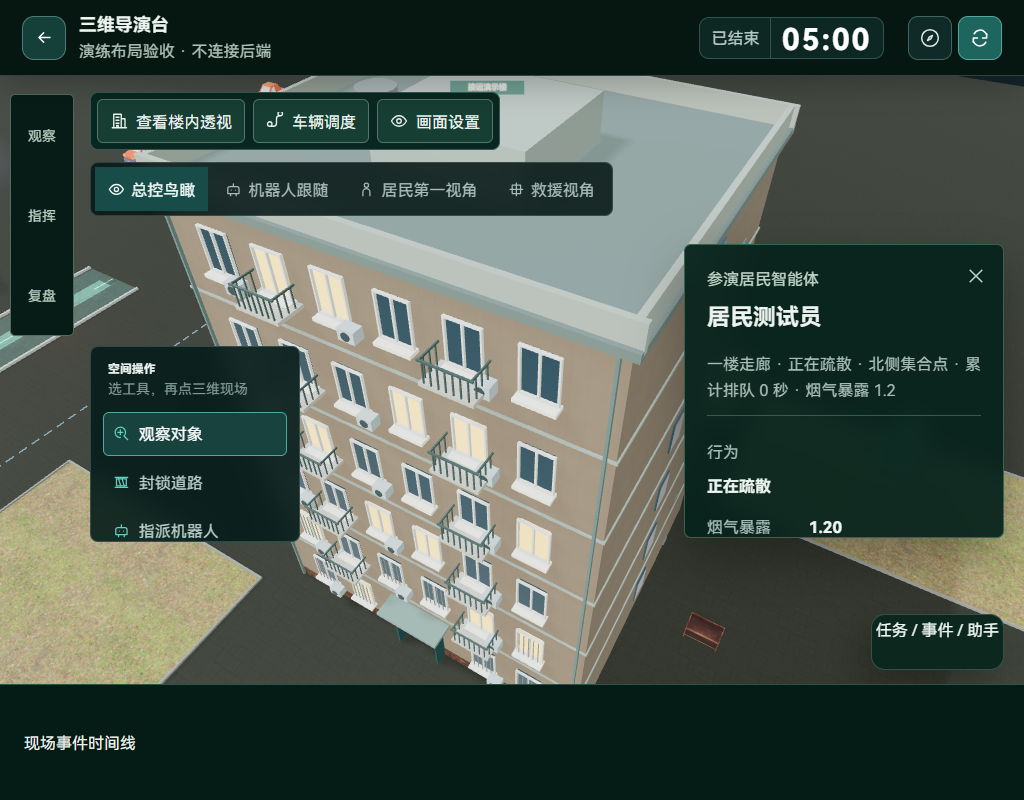 三维导演台
演练布局验收 · 不连接后端
已结束
05:00
观察
指挥
复盘
查看楼内透视
车辆调度
画面设置
总控鸟瞰
机器人跟随
居民第一视角
救援视角
空间操作
选工具，再点三维现场
观察对象
封锁道路
指派机器人
参演居民智能体
居民测试员
一楼走廊 · 正在疏散 · 北侧集合点 · 累
计排队 0 秒 · 烟气暴露 1.2
行为
正在疏散
烟气暴露 1.20
任务 / 事件 / 助手
现场事件时间线